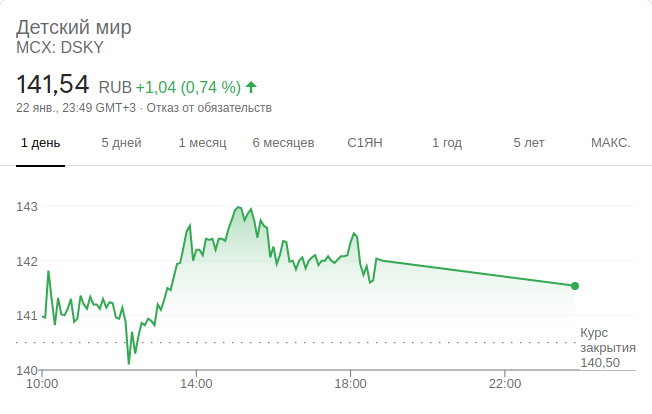 Детский мир
MCX: DSKY
141,54 RUB +1,04 (0,74 %)
22 янв., 23:49 GMT+3 · Отказ от обязательств
1 день 5 дней 1 месяц 6 месяцев С1ЯН 1 год 5 лет МАКС.
143
142
141
140
Курс
закрытия
140,50
10:00 14:00 18:00 22:00